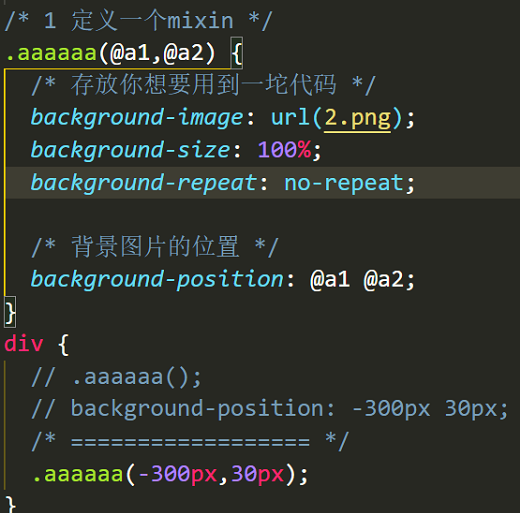 /* 1 定义一个mixin */
.aaaaaa(@a1,@a2) {
/* 存放你想要用到一坨代码 */
background-image: url(2.png);
background-size: 100%;
background-repeat: no-repeat;
/* 背景图片的位置 */
background-position: @a1 @a2;
}
div {
// .aaaaaa();
// background-position: -300px 30px;
/* ================== */
.aaaaaa(-300px,30px);
}